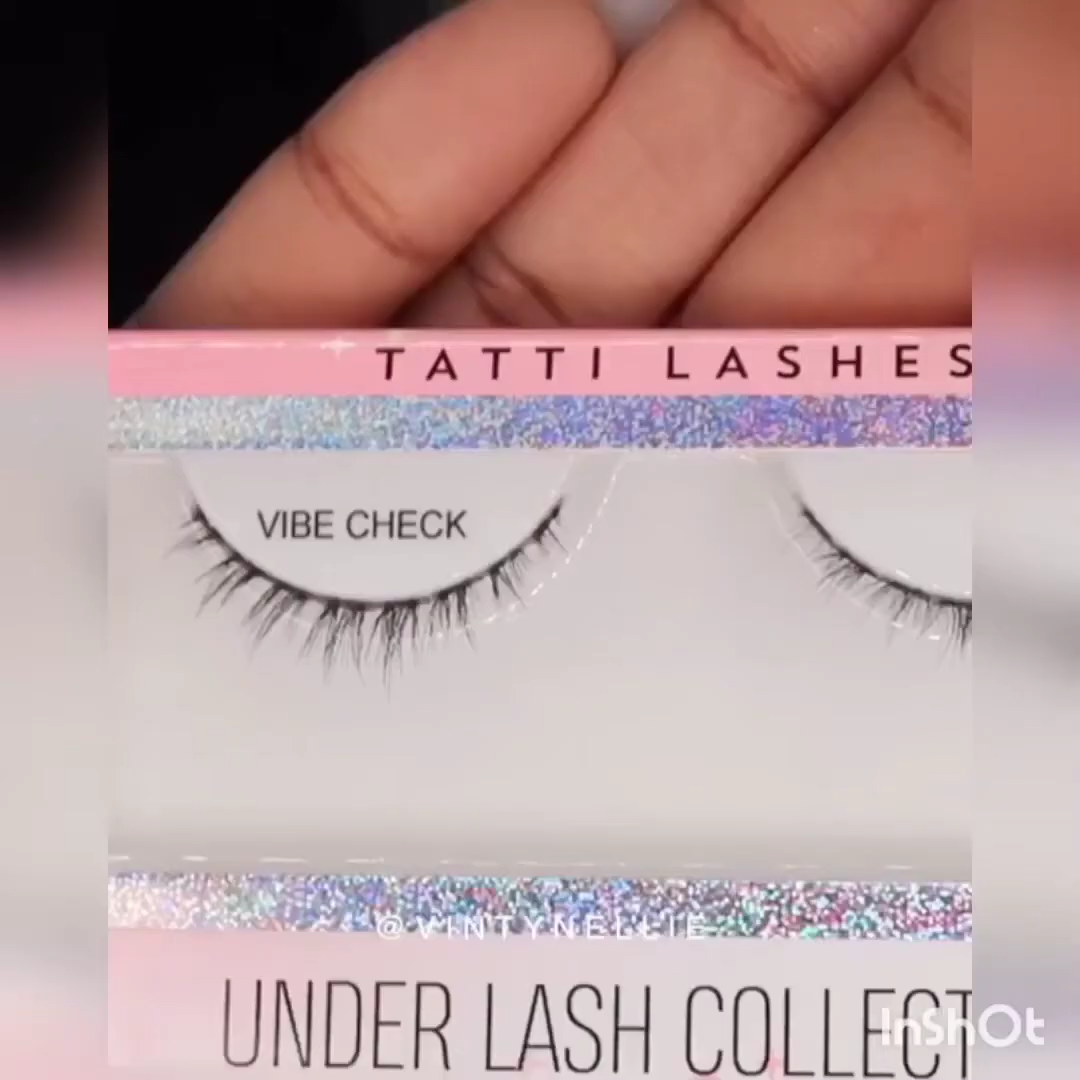 TATTI LASHES
VIBE CHECK
@VINTYNELLIE
UNDER LASH COLLECT
InShOt